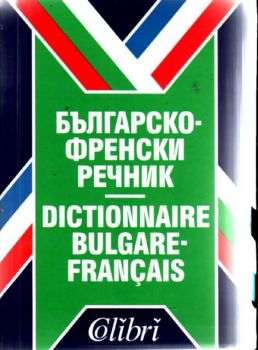 БЪЛГАРСКО-
ФРЕНСКИ
РЕЧНИК
DICTIONNAIRE
BULGARE-
FRANÇAIS
Colibri